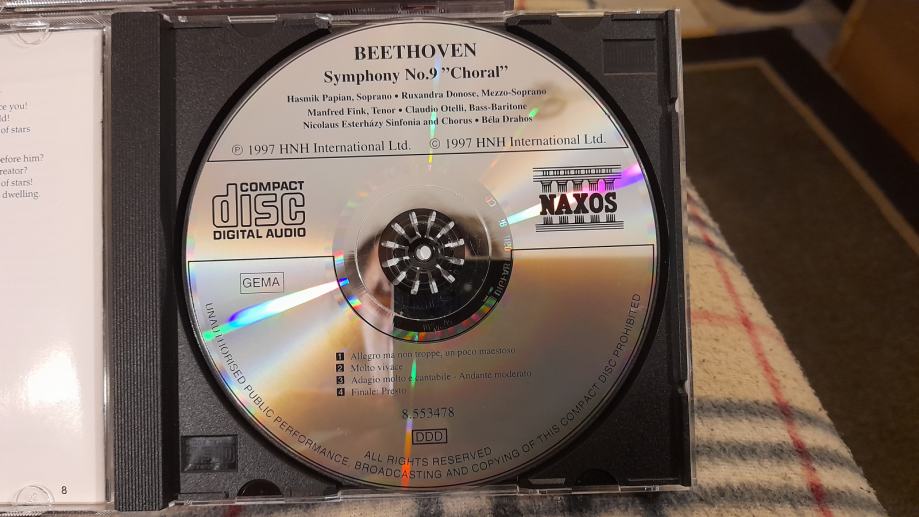 ce you!
ld!
of stars
efore him?
reator?
of stars!
dwelling.
8
BEETHOVEN
Symphony No.9 "Choral"
Hasmik Papian, Soprano • Ruxandra Donose, Mezzo-Soprano
Manfred Fink, Tenor • Claudio Otelli, Bass-Baritone
Nicolaus Esterházy Sinfonia and Chorus • Béla Drahos
℗ 1997 HNH International Ltd. © 1997 HNH International Ltd.
COMPACT
disc
DIGITAL AUDIO
NAXOS
GEMA
1 Allegro ma non troppe, un poco maestoso
2 Molto vivace
3 Adagio molto e cantabile - Andante moderato
4 Finale: Presto
8.553478
DDD
ALL RIGHTS RESERVED
UNAUTHORISED PUBLIC PERFORMANCE, BROADCASTING AND COPYING OF THIS COMPACT DISC PROHIBITED